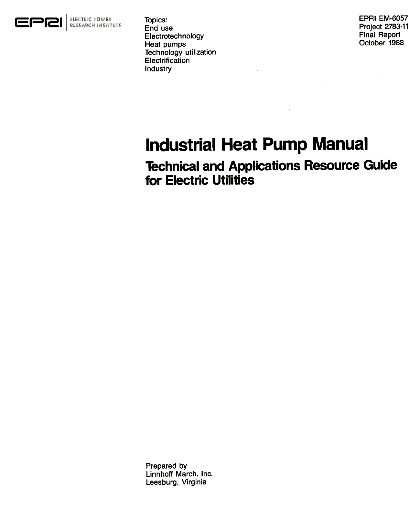 EPRI
ELECTRIC POWER
RESEARCH INSTITUTE
Topics:
End use
Electrotechnology
Heat pumps
Technology utilization
Electrification
Industry
EPRI EM-6057
Project 2783-11
Final Report
October 1988
Industrial Heat Pump Manual
Technical and Applications Resource Guide
for Electric Utilities
Prepared by
Linnhoff March, Inc.
Leesburg, Virginia